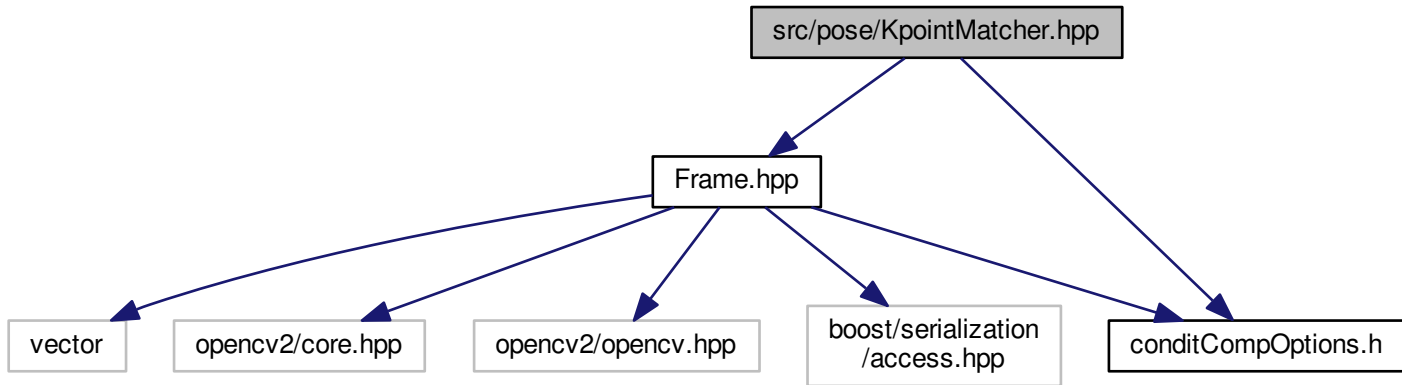 src/pose/KpointMatcher.hpp
Frame.hpp
vector
opencv2/core.hpp
opencv2/opencv.hpp
boost/serialization
/access.hpp
conditCompOptions.h